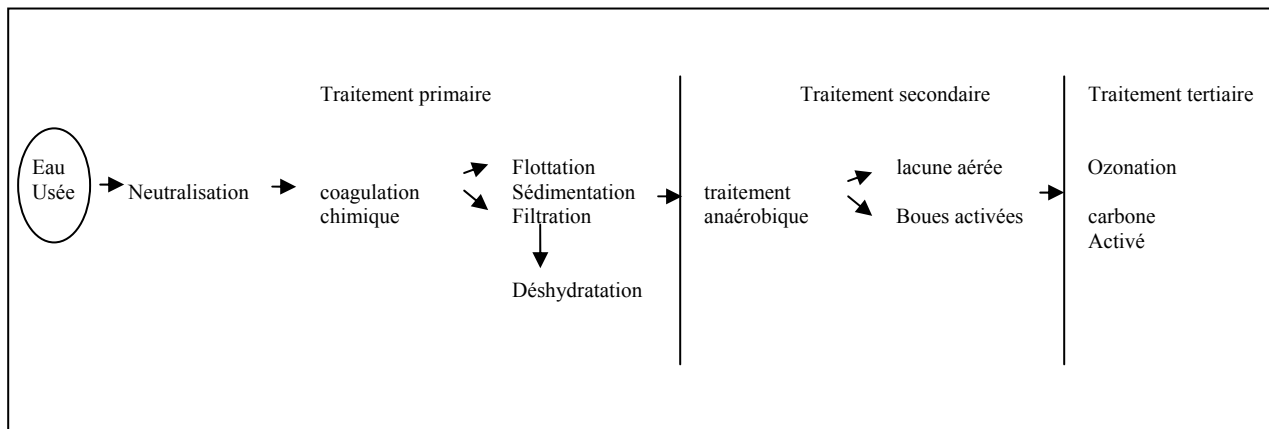 Traitement primaire
Traitement secondaire
Traitement tertiaire
Eau
Usée
Neutralisation
coagulation
chimique
Flottation
Sédimentation
Filtration
Déshydratation
traitement
anaérobique
lacune aérée
Boues activées
Ozonation
carbone
Activé